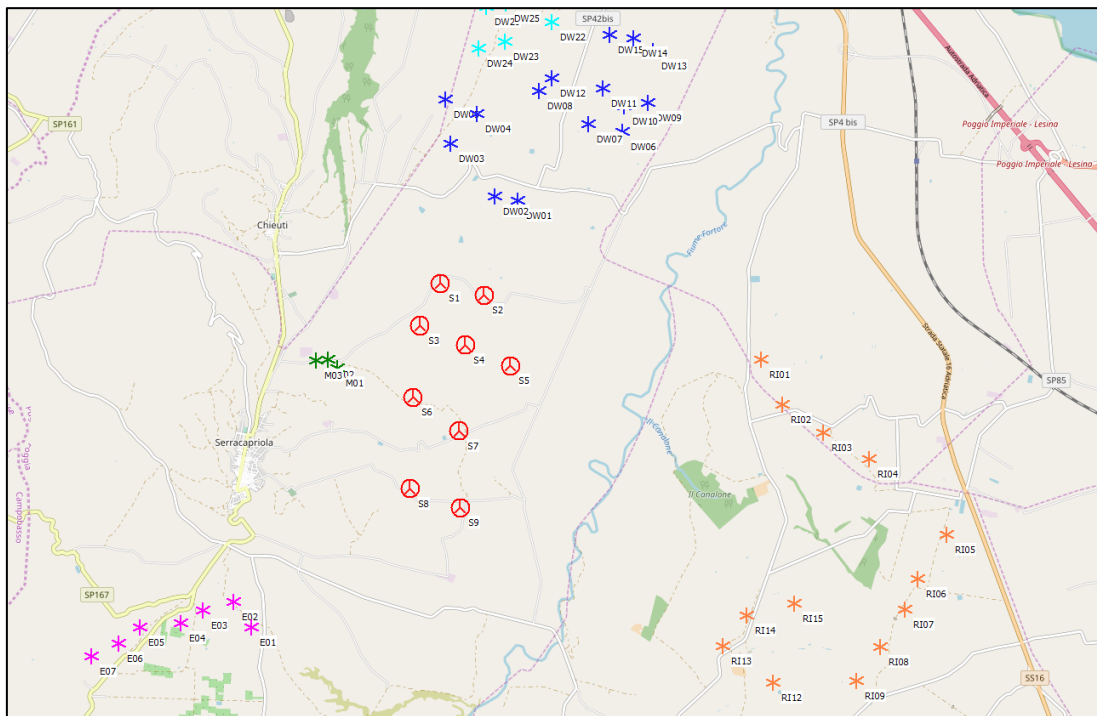 DW25
SP42bis
DW22
DW15
DW14
DW13
DW23
DW24
DW12
DW08
DW11
DW09
DW10
DW04
DW07
DW06
DW03
DW02
DW01
SP161
SP4 bis
Autostrada Adriatica
Poggio Imperiale - Lesina
Poggio Imperiale - Lesina
Chieuti
Fiume Fortore
S1
S2
S3
S4
S5
M03
M01
S6
S7
S8
S9
Serracapriola
Foggia
Campobasso
Strada Statale 16 Adriatica
SP85
RI01
RI02
RI03
RI04
Il Canalone
Il Canalone
RI05
RI06
RI07
RI08
RI09
RI12
RI13
RI14
RI15
SS16
SP167
E02
E03
E01
E04
E05
E06
E07